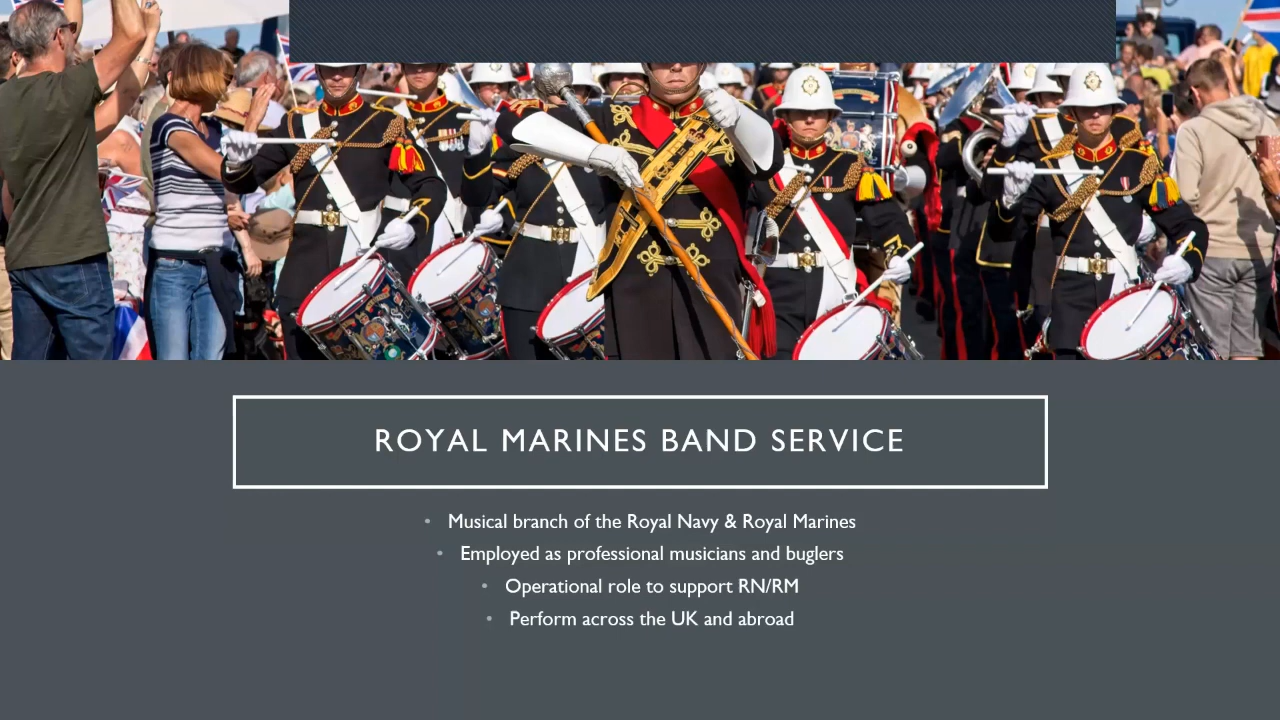 ROYAL MARINES BAND SERVICE
• Musical branch of the Royal Navy & Royal Marines
• Employed as professional musicians and buglers
• Operational role to support RN/RM
• Perform across the UK and abroad